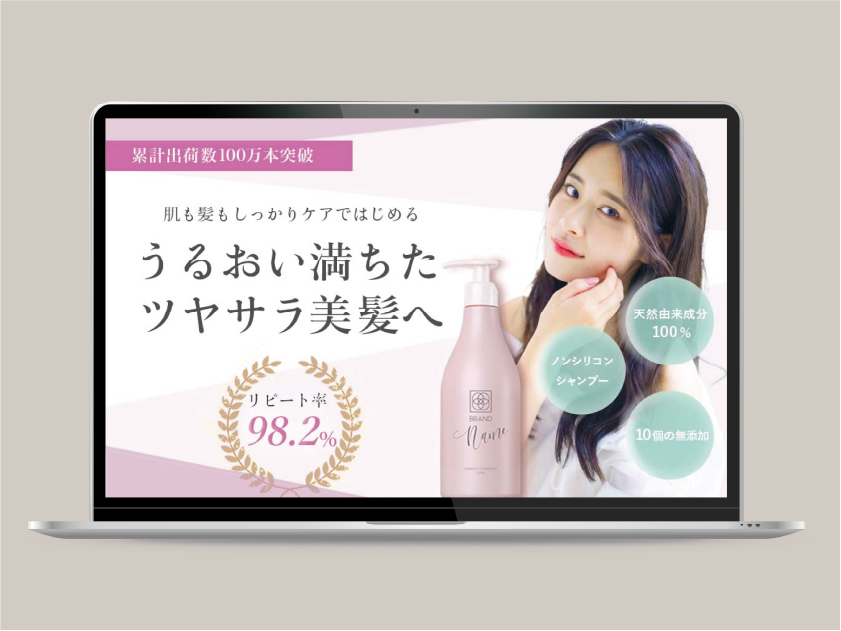 累計出荷数100万本突破
肌も髪もしっかりケアではじめる
うるおい満ちた
ツヤサラ美髪へ
リピート率
98.2%
BRAND
Name
ノンシリコン
シャンプー
天然由来成分
100%
10個の無添加